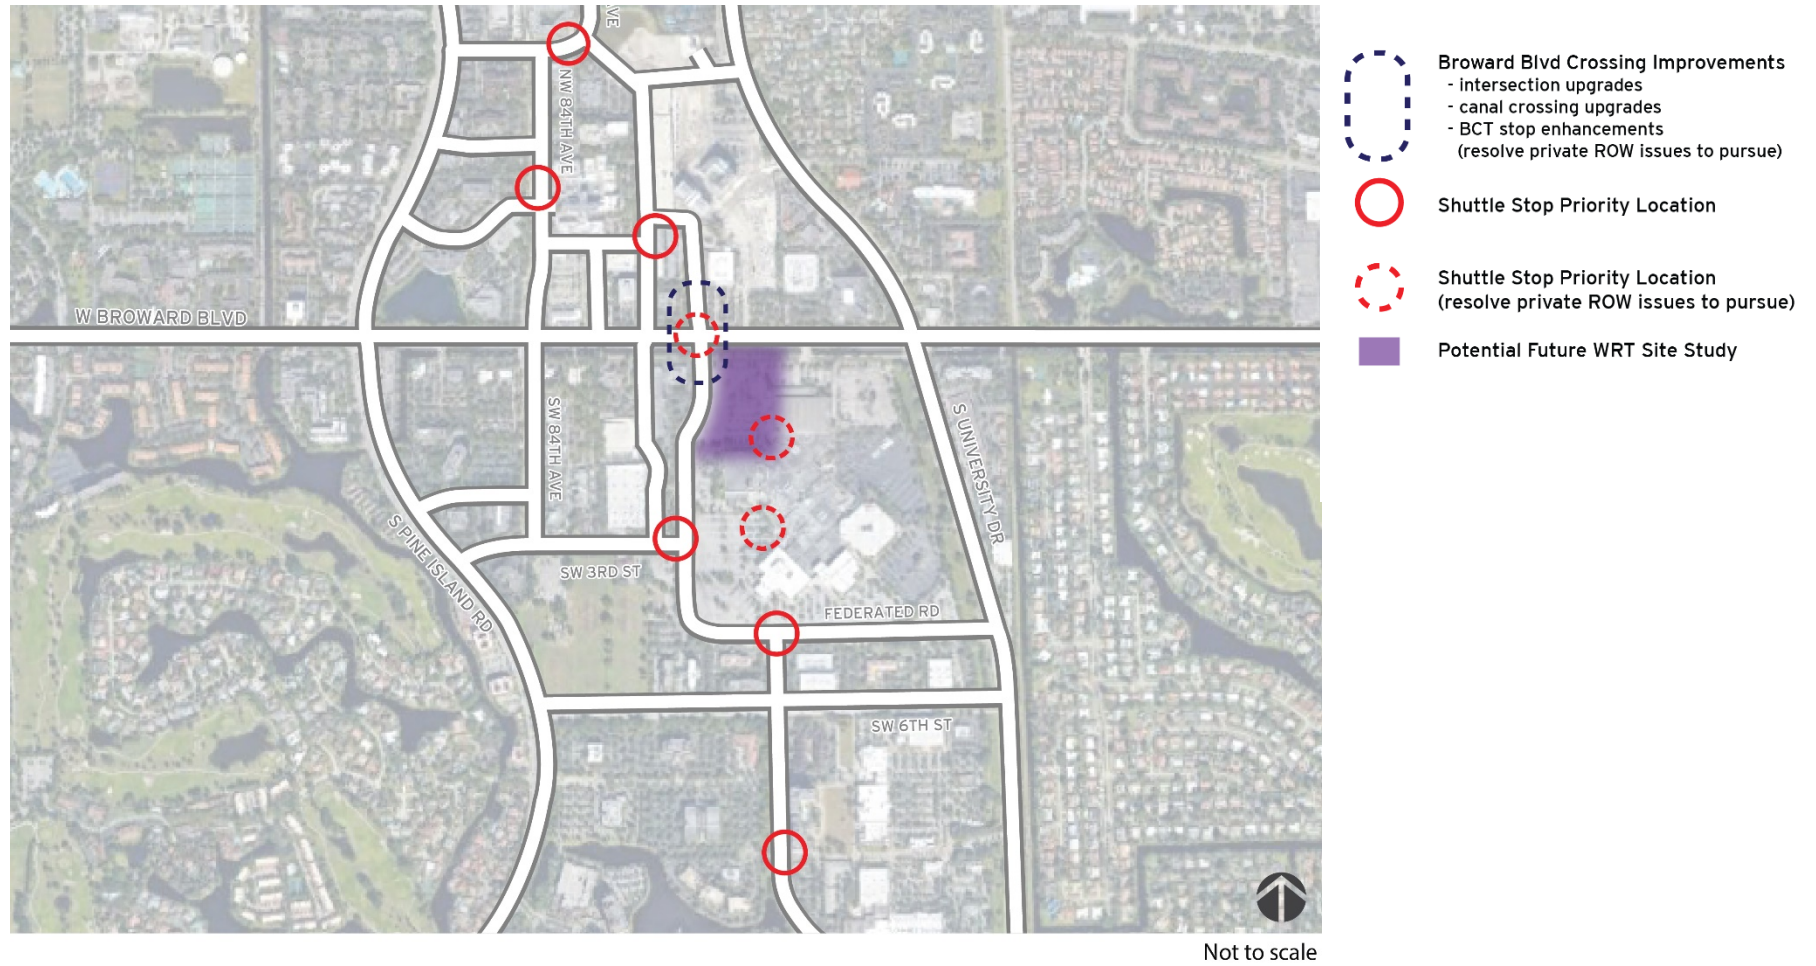 AVE
NW 84TH AVE
W BROWARD BLVD
SW 84TH AVE
S UNIVERSITY DR
S PINE ISLAND RD
SW 3RD ST
FEDERATED RD
SW 6TH ST
Not to scale
Broward Blvd Crossing Improvements
- intersection upgrades
- canal crossing upgrades
- BCT stop enhancements
(resolve private ROW issues to pursue)
Shuttle Stop Priority Location
Shuttle Stop Priority Location
(resolve private ROW issues to pursue)
Potential Future WRT Site Study